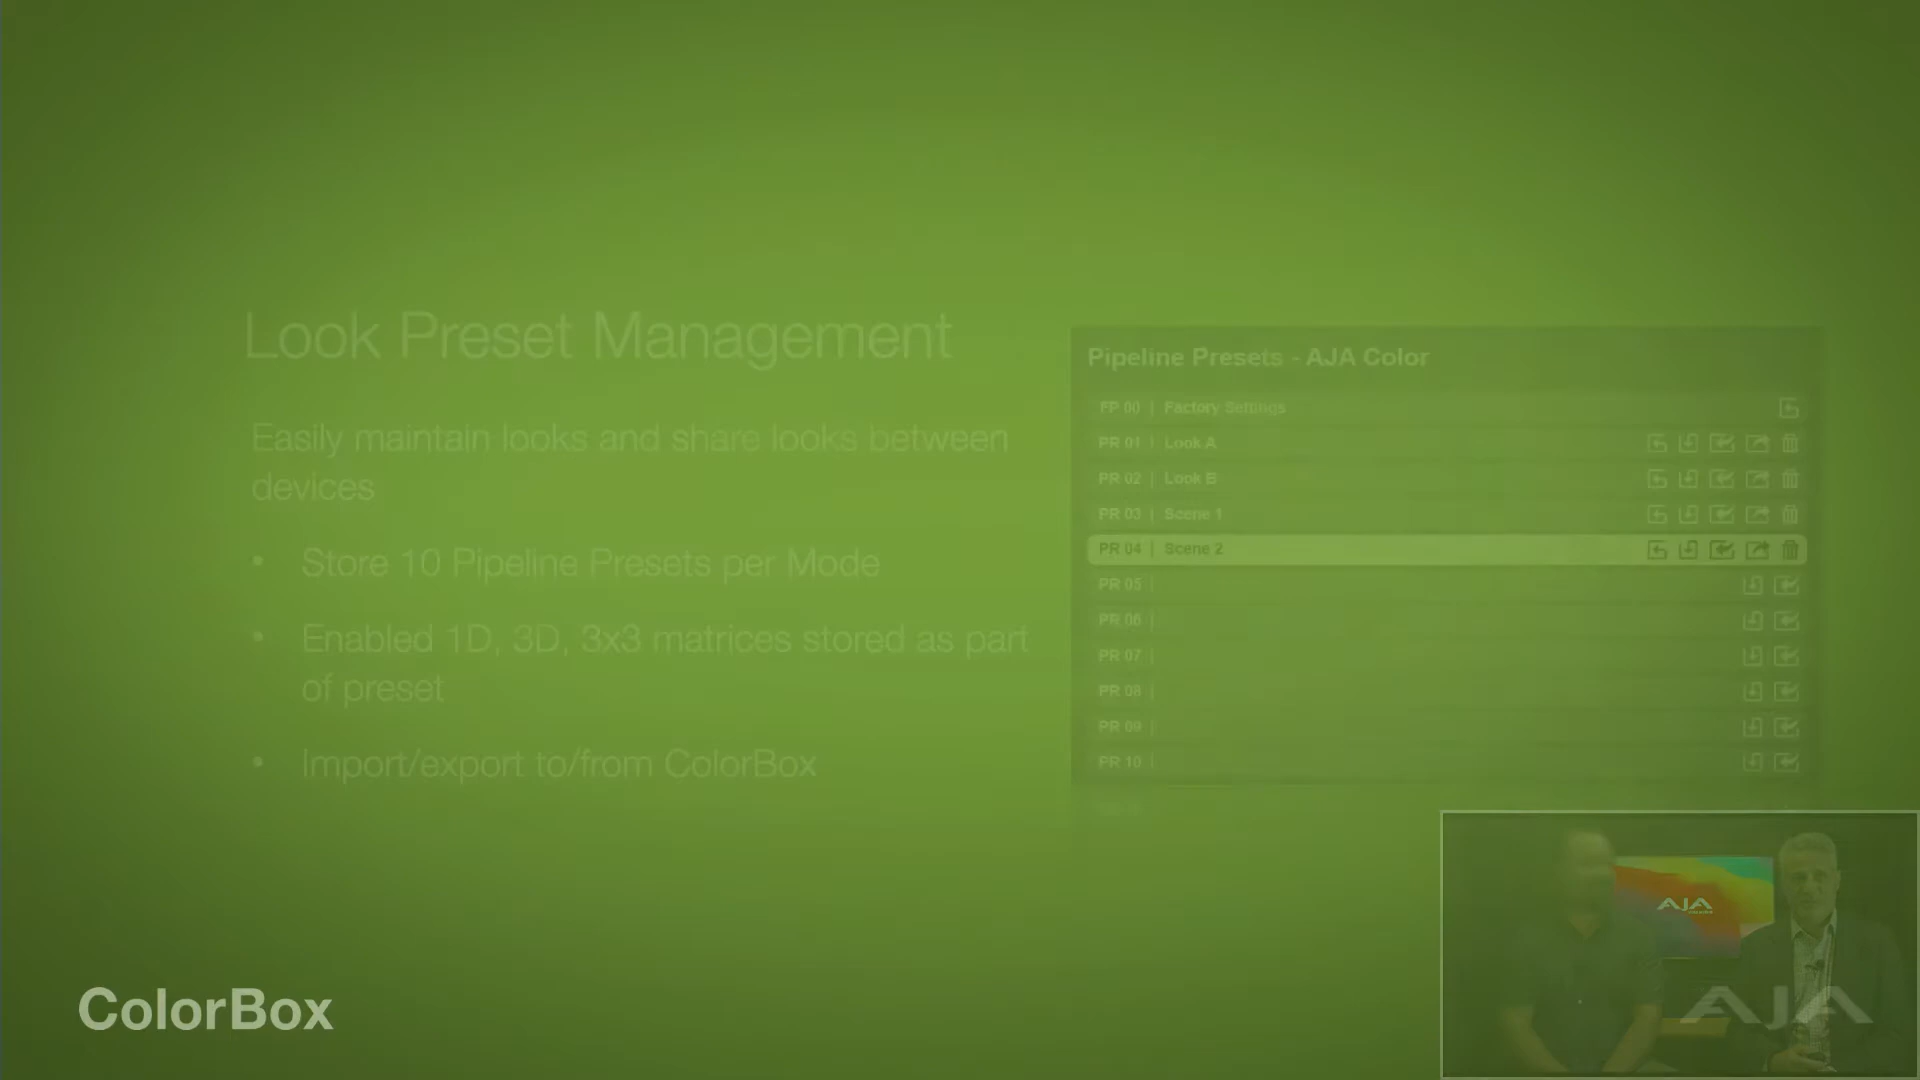 Look Preset Management
Easily maintain looks and share looks between
devices
• Store 10 Pipeline Presets per Mode
• Enabled 1D, 3D, 3x3 matrices stored as part
of preset
• Import/export to/from ColorBox
Pipeline Presets - AJA Color
FP 00 | Factory Settings
PR 01 | Look A
PR 02 | Look B
PR 03 | Scene 1
PR 04 | Scene 2
PR 05 |
PR 06 |
PR 07 |
PR 08 |
PR 09 |
PR 10 |
AJA
AJA
ColorBox